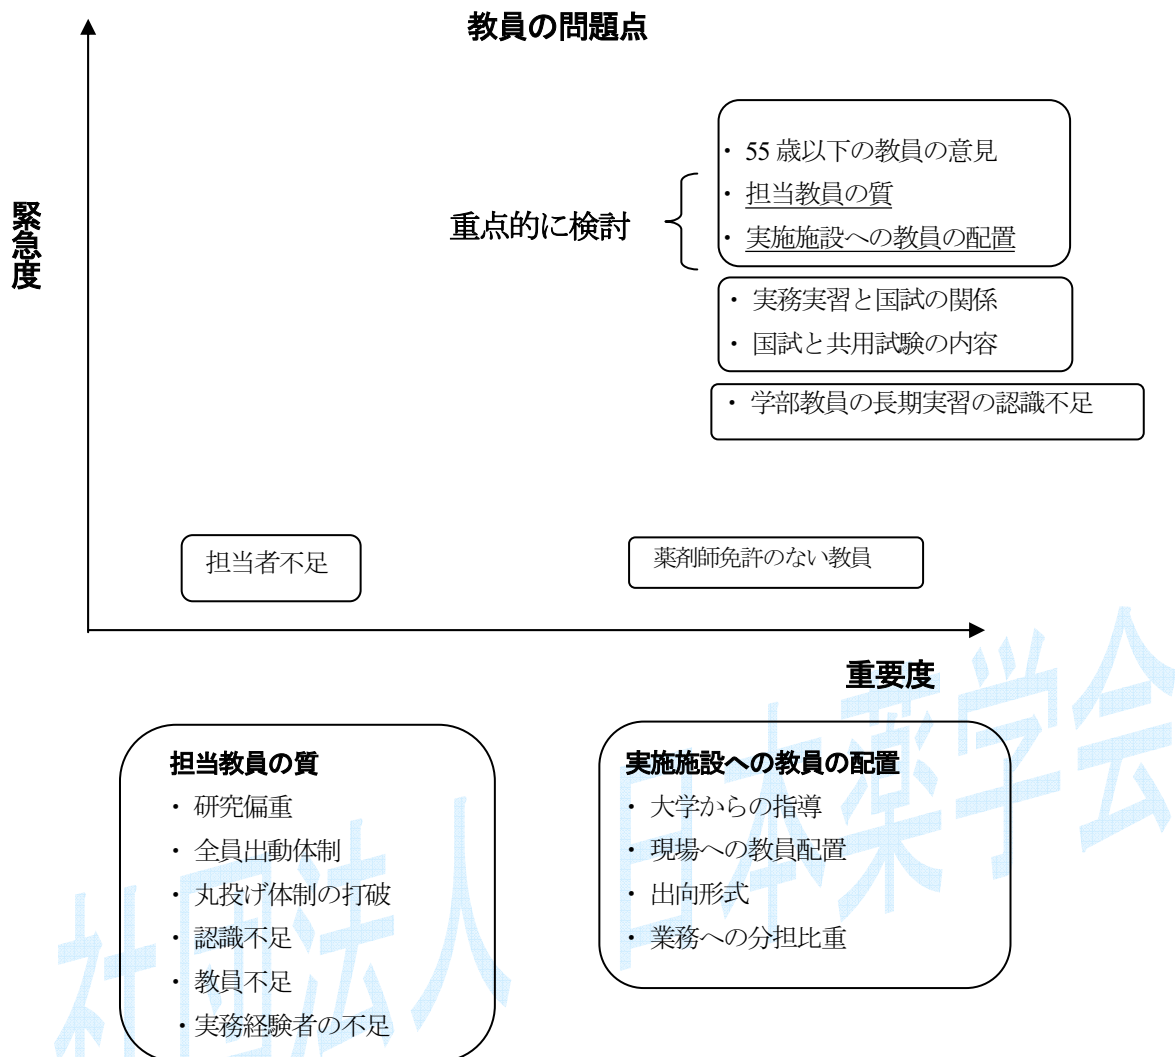 教員の問題点
緊急度
・ 55 歳以下の教員の意見
・ 担当教員の質
・ 実施施設への教員の配置
重点的に検討
・ 実務実習と国試の関係
・ 国試と共用試験の内容
・ 学部教員の長期実習の認識不足
担当者不足
薬剤師免許のない教員
重要度
担当教員の質
・ 研究偏重
・ 全員出動体制
・ 丸投げ体制の打破
・ 認識不足
・ 教員不足
・実務経験者の不足
実施施設への教員の配置
・ 大学からの指導
・ 現場への教員配置
・ 出向形式
・ 業務への分担比重
社団法人 日本薬学会